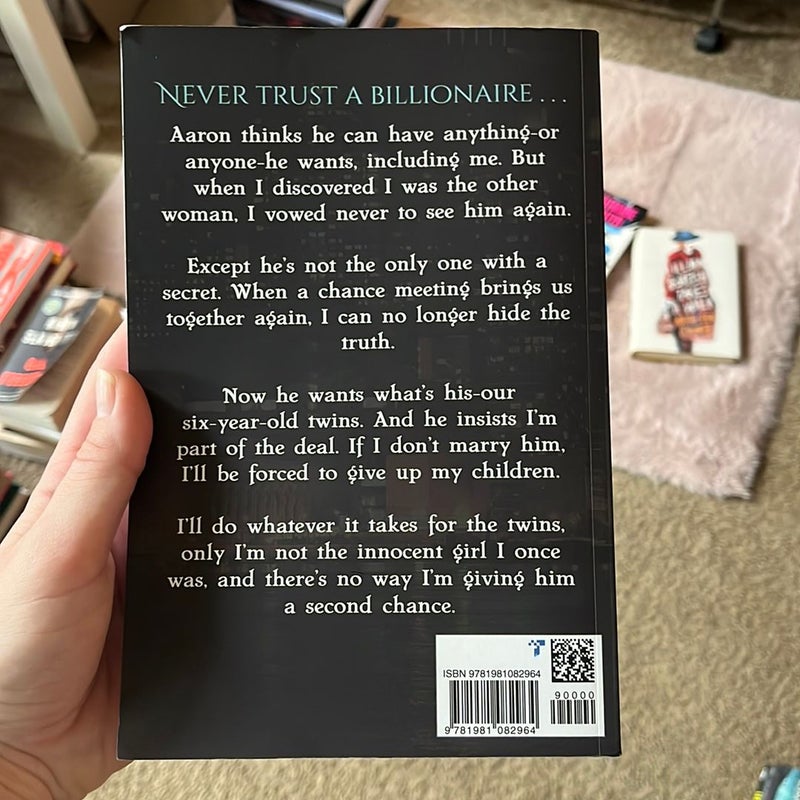 NEVER TRUST A BILLIONAIRE . . .
Aaron thinks he can have anything-or
anyone-he wants, including me. But
when I discovered I was the other
woman, I vowed never to see him again.
Except he's not the only one with a
secret. When a chance meeting brings us
together again, I can no longer hide the
truth.
Now he wants what's his-our
six-year-old twins. And he insists I'm
part of the deal. If I don't marry him,
I'll be forced to give up my children.
I'll do whatever it takes for the twins,
only I'm not the innocent girl I once
was, and there's no way I'm giving him
a second chance.
ISBN 9781981082964
90000
9 781981 082964